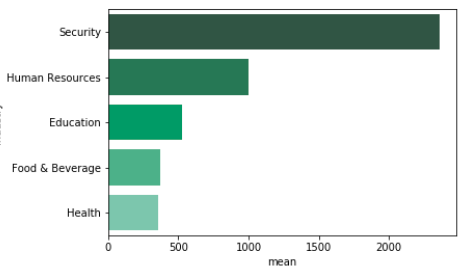 Security
Human Resources
Education
Food & Beverage
Health
0 500 1000 1500 2000
mean